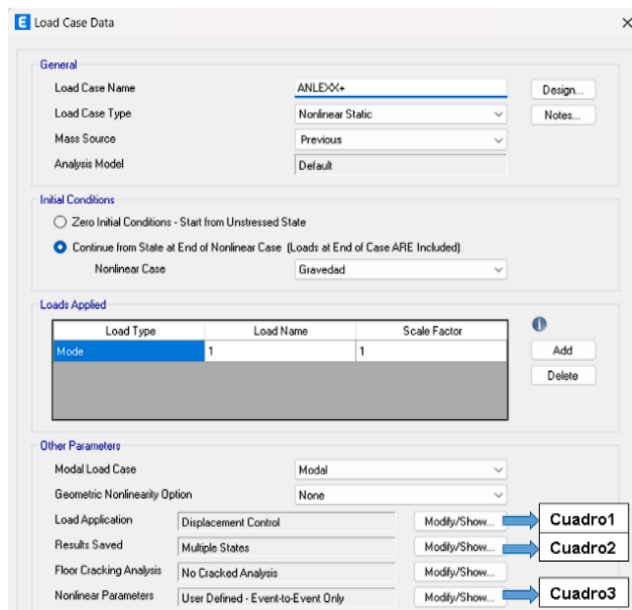 E Load Case Data
General
Load Case Name ANLEXX+ Design...
Load Case Type Nonlinear Static Notes...
Mass Source Previous
Analysis Model Default
Initial Conditions
Zero Initial Conditions - Start from Unstressed State
Continue from State at End of Nonlinear Case (Loads at End of Case ARE Included)
Nonlinear Case Gravedad
Loads Applied
Load Type Load Name Scale Factor
Mode 1 1 Add
Delete
Other Parameters
Modal Load Case Modal
Geometric Nonlinearity Option None
Load Application Displacement Control Modify/Show... Cuadro1
Results Saved Multiple States Modify/Show... Cuadro2
Floor Cracking Analysis No Cracked Analysis Modify/Show...
Nonlinear Parameters User Defined - Event-to-Event Only Modify/Show... Cuadro3